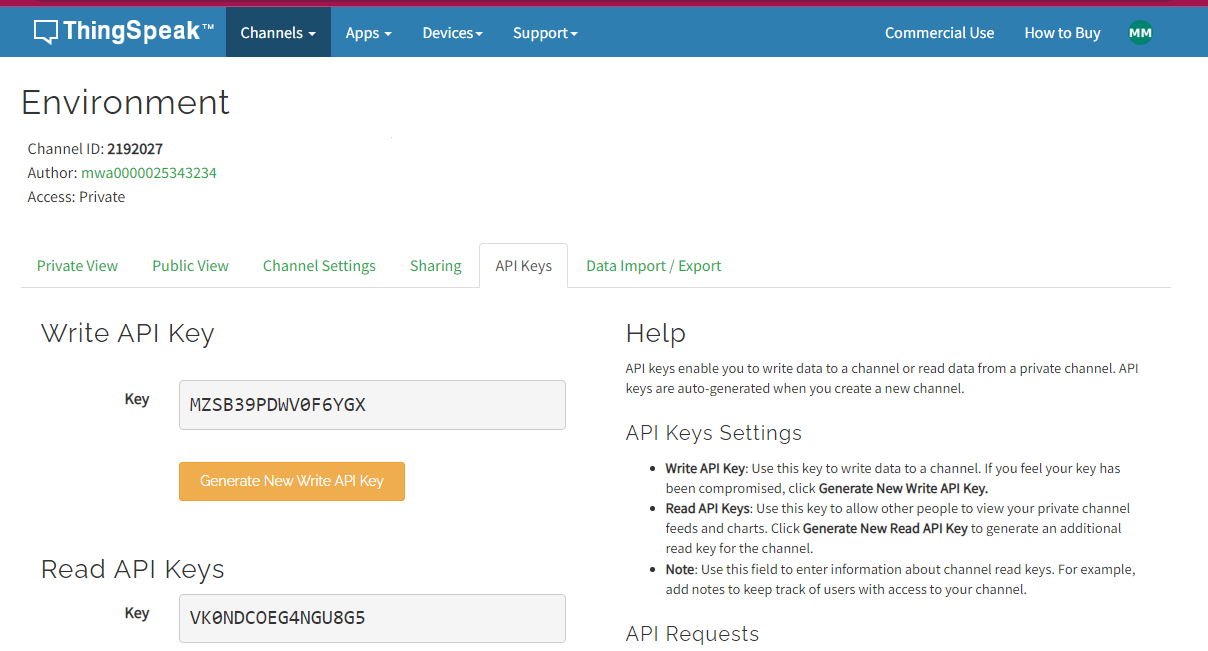 ThingSpeak™ Channels Apps Devices Support Commercial Use How to Buy MM
Environment
Channel ID: 2192027
Author: mwa0000025343234
Access: Private
Private View Public View Channel Settings Sharing API Keys Data Import / Export
Write API Key
Key MZSB39PDWV0F6YGX
Generate New Write API Key
Read API Keys
Key VK0NDCOEG4NGU8G5
Help
API keys enable you to write data to a channel or read data from a private channel. API
keys are auto-generated when you create a new channel.
API Keys Settings
• Write API Key: Use this key to write data to a channel. If you feel your key has
been compromised, click Generate New Write API Key.
• Read API Keys: Use this key to allow other people to view your private channel
feeds and charts. Click Generate New Read API Key to generate an additional
read key for the channel.
• Note: Use this field to enter information about channel read keys. For example,
add notes to keep track of users with access to your channel.
API Requests